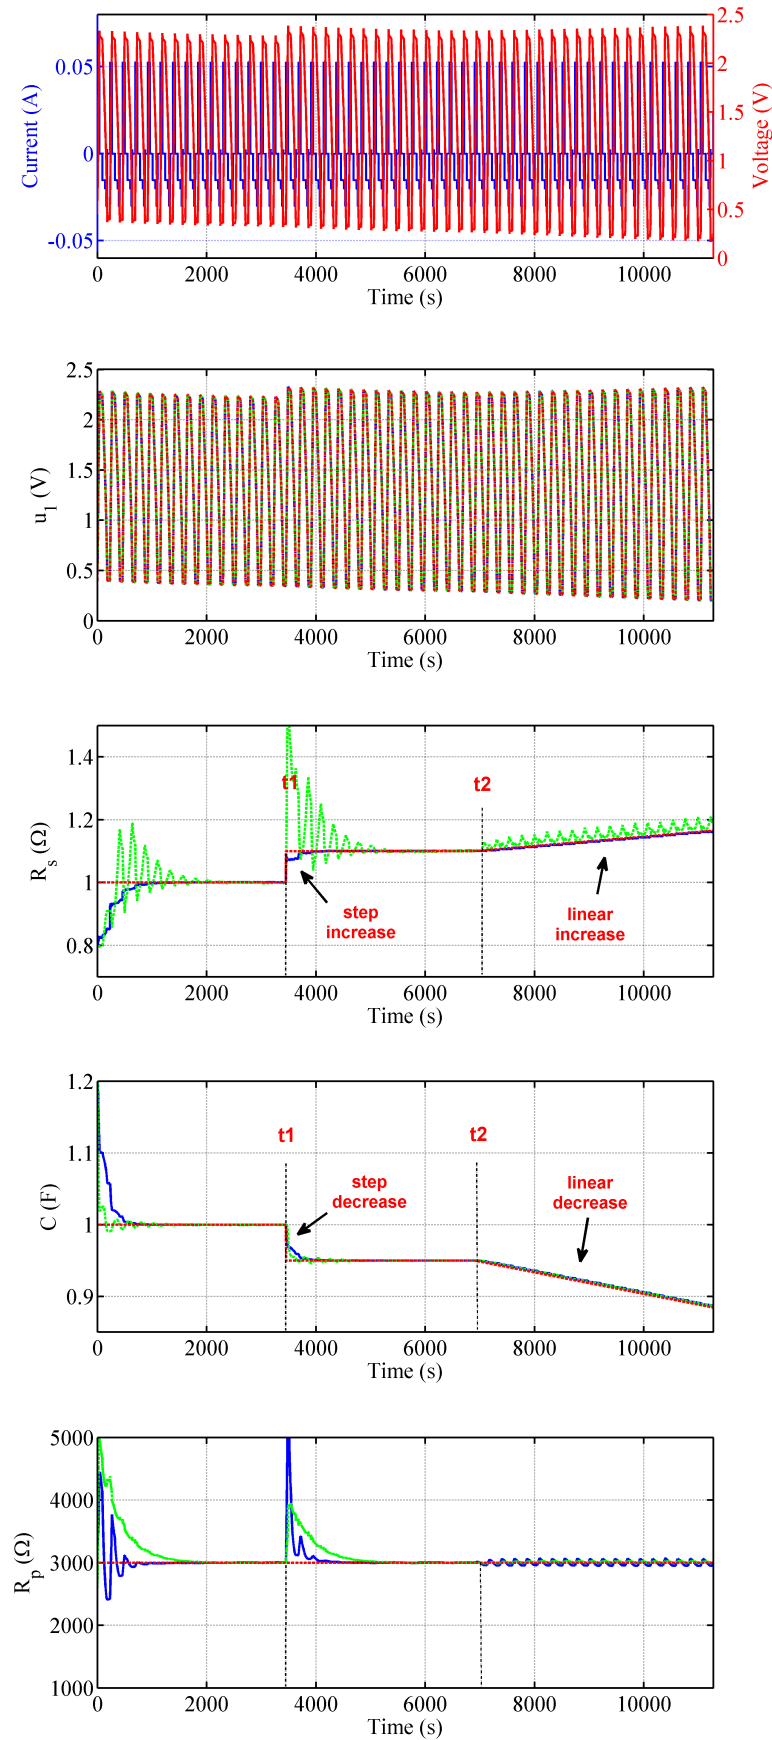 2.5
0.05
2
Current (A)
1.5
Voltage (V)
0
1
0.5
-0.05
0
0 2000 4000 6000 8000 10000
Time (s)
2.5
2
u1 (V)
1.5
1
0.5
0
0 2000 4000 6000 8000 10000
Time (s)
1.4
t1 t2
Rs (Ω)
1.2
1
step
increase
linear
increase
0.8
0 2000 4000 6000 8000 10000
Time (s)
1.2
t1 t2
C (F)
1.1
step
decrease
linear
decrease
1
0.9
0 2000 4000 6000 8000 10000
Time (s)
5000
4000
Rp (Ω)
3000
2000
1000
0 2000 4000 6000 8000 10000
Time (s)